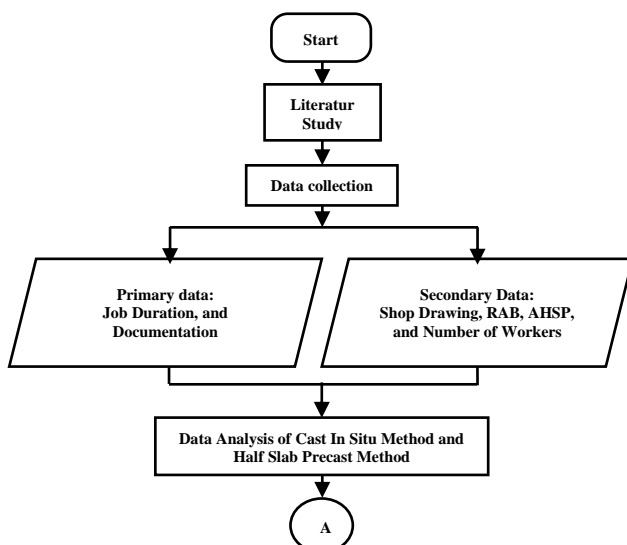 Start
Literatur
Study
Data collection
Primary data:
Job Duration, and
Documentation
Secondary Data:
Shop Drawing, RAB, AHSP,
and Number of Workers
Data Analysis of Cast In Situ Method and
Half Slab Precast Method
A